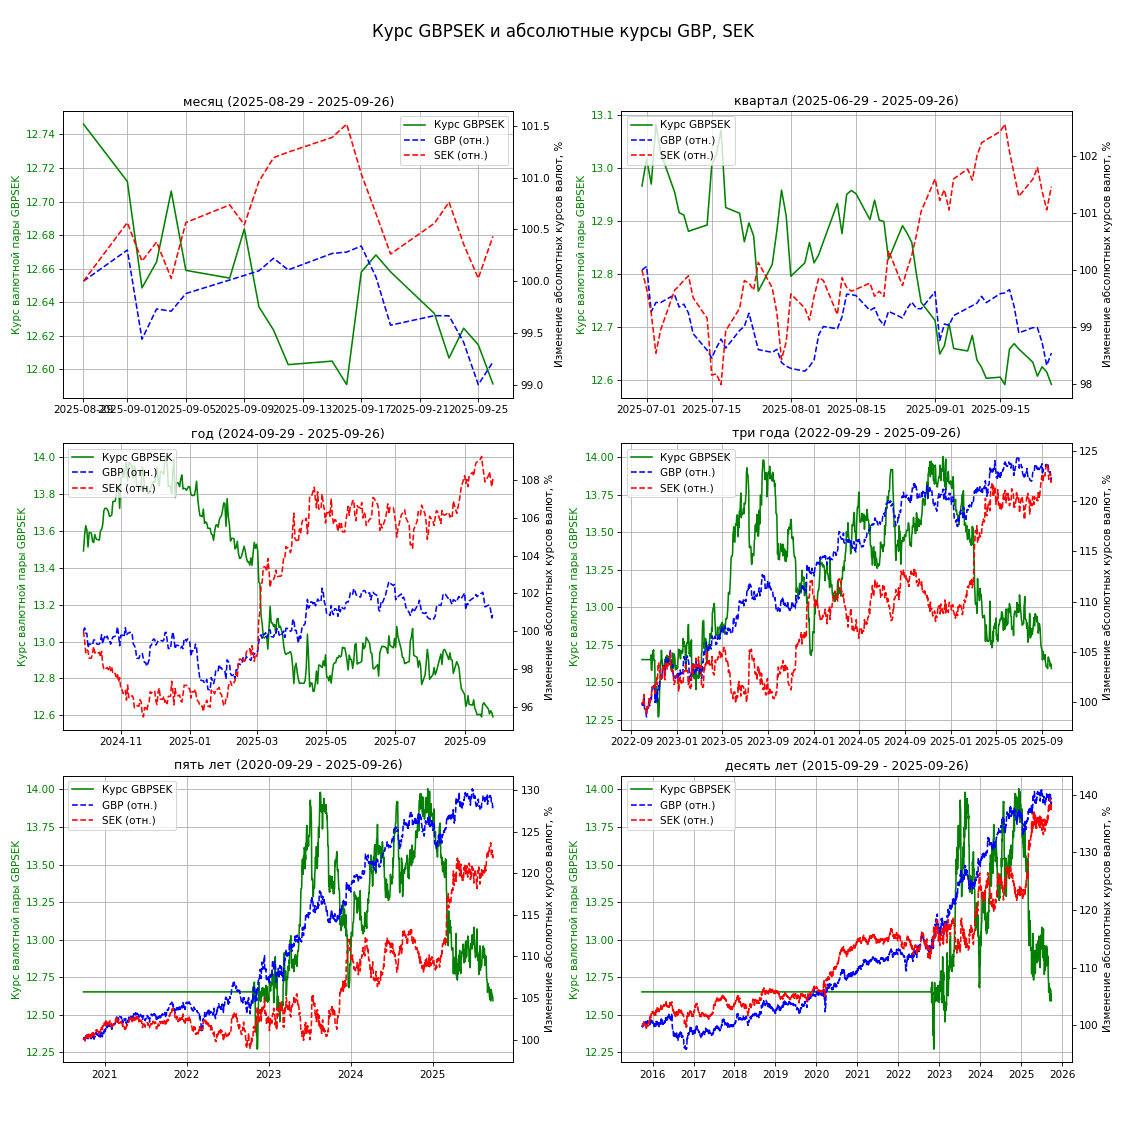 Курс GBPSEK и абсолютные курсы GBP, SEK
месяц (2025-08-29 - 2025-09-26)
Курс валютной пары GBPSEK
12.74
12.72
12.70
12.68
12.66
12.64
12.62
12.60
Курс GBPSEK
GBP (отн.)
SEK (отн.)
101.5
101.0
100.5
100.0
99.5
99.0
Изменение абсолютных курсов валют, %
2025-08-29 2025-09-01 2025-09-05 2025-09-09 2025-09-13 2025-09-17 2025-09-21 2025-09-25
квартал (2025-06-29 - 2025-09-26)
Курс валютной пары GBPSEK
13.1
13.0
12.9
12.8
12.7
12.6
Курс GBPSEK
GBP (отн.)
SEK (отн.)
102
101
100
99
98
Изменение абсолютных курсов валют, %
2025-07-01 2025-07-15 2025-08-01 2025-08-15 2025-09-01 2025-09-15
год (2024-09-29 - 2025-09-26)
Курс валютной пары GBPSEK
14.0
13.8
13.6
13.4
13.2
13.0
12.8
12.6
Курс GBPSEK
GBP (отн.)
SEK (отн.)
108
106
104
102
100
98
96
Изменение абсолютных курсов валют, %
2024-11 2025-01 2025-03 2025-05 2025-07 2025-09
три года (2022-09-29 - 2025-09-26)
Курс валютной пары GBPSEK
14.00
13.75
13.50
13.25
13.00
12.75
12.50
12.25
Курс GBPSEK
GBP (отн.)
SEK (отн.)
125
120
115
110
105
100
Изменение абсолютных курсов валют, %
2022-09 2023-01 2023-05 2023-09 2024-01 2024-05 2024-09 2025-01 2025-05 2025-09
пять лет (2020-09-29 - 2025-09-26)
Курс валютной пары GBPSEK
14.00
13.75
13.50
13.25
13.00
12.75
12.50
12.25
Курс GBPSEK
GBP (отн.)
SEK (отн.)
130
125
120
115
110
105
100
Изменение абсолютных курсов валют, %
2021 2022 2023 2024 2025
десять лет (2015-09-29 - 2025-09-26)
Курс валютной пары GBPSEK
14.00
13.75
13.50
13.25
13.00
12.75
12.50
12.25
Курс GBPSEK
GBP (отн.)
SEK (отн.)
140
130
120
110
100
Изменение абсолютных курсов валют, %
2016 2017 2018 2019 2020 2021 2022 2023 2024 2025 2026